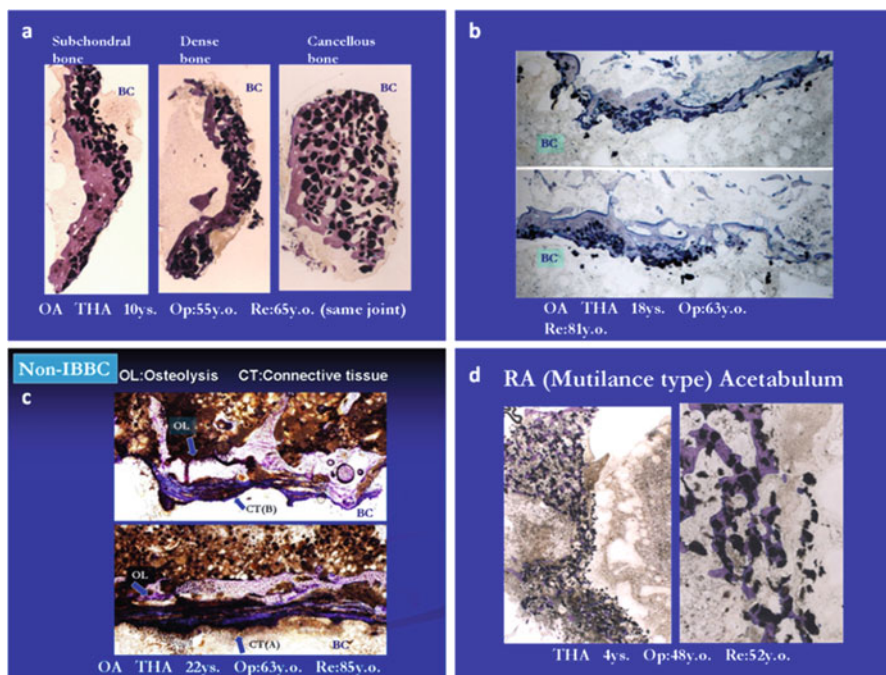 a
Subchondral bone
Dense bone
Cancellous bone
BC
BC
BC
OA THA 10ys. Op:55y.o. Re:65y.o. (same joint)
b
BC
BC
OA THA 18ys. Op:63y.o.
Re:81y.o.
Non-IBBC
OL:Osteolysis CT:Connective tissue
c
OL
CT(B)
BC
OL
CT(A)
BC
OA THA 22ys. Op:63y.o. Re:85y.o.
d
RA (Mutilance type) Acetabulum
THA 4ys. Op:48y.o. Re:52y.o.